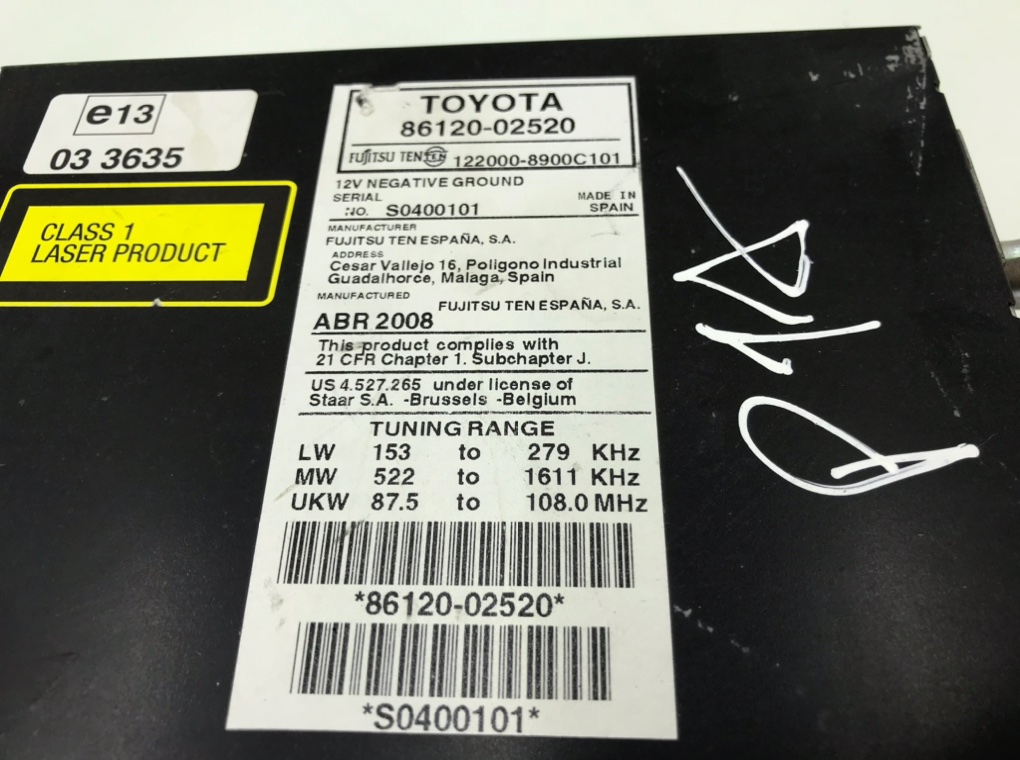 e13
03 3635
CLASS 1
LASER PRODUCT
TOYOTA
86120-02520
FUJITSU TEN TEN 122000-8900C101
12V NEGATIVE GROUND
SERIAL MADE IN
NO. S0400101 SPAIN
MANUFACTURER
FUJITSU TEN ESPAÑA, S.A.
ADDRESS
Cesar Vallejo 16, Poligono Industrial
Guadalhorce, Malaga, Spain
MANUFACTURED FUJITSU TEN ESPAÑA, S.A.
ABR 2008
This product complies with
21 CFR Chapter 1. Subchapter J.
US 4.527.265 under license of
Staar S.A. -Brussels -Belgium
TUNING RANGE
LW 153 to 279 KHz
MW 522 to 1611 KHz
UKW 87.5 to 108.0 MHz
*86120-02520*
*S0400101*